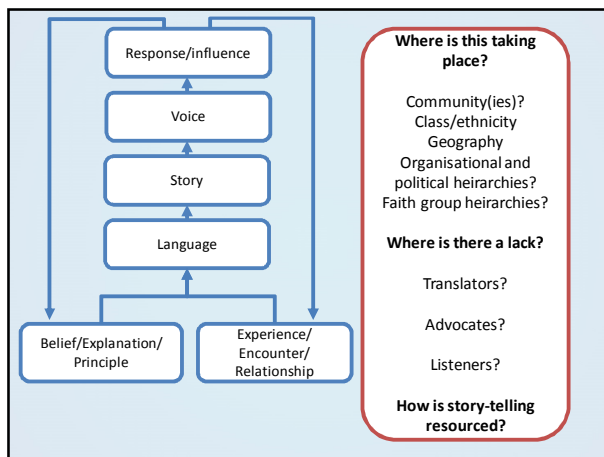 Response/influence
Voice
Story
Language
Belief/Explanation/
Principle
Experience/
Encounter/
Relationship
Where is this taking
place?
Community(ies)?
Class/ethnicity
Geography
Organisational and
political heirarchies?
Faith group heirarchies?
Where is there a lack?
Translators?
Advocates?
Listeners?
How is story-telling
resourced?